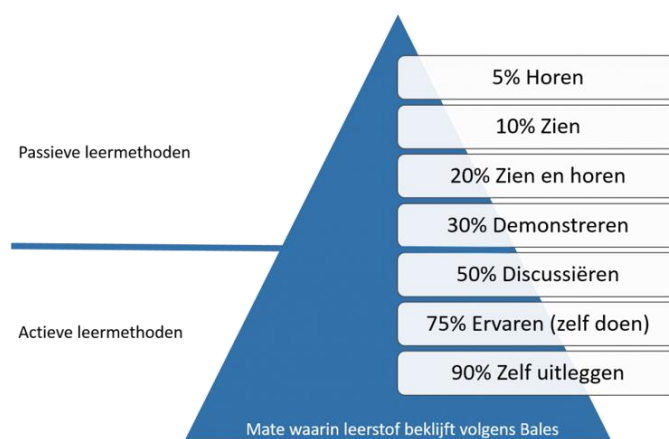 5% Horen
10% Zien
Passieve leermethoden
20% Zien en horen
30% Demonstreren
50% Discussiëren
Actieve leermethoden
75% Ervaren (zelf doen)
90% Zelf uitleggen
Mate waarin leerstof beklijft volgens Bales